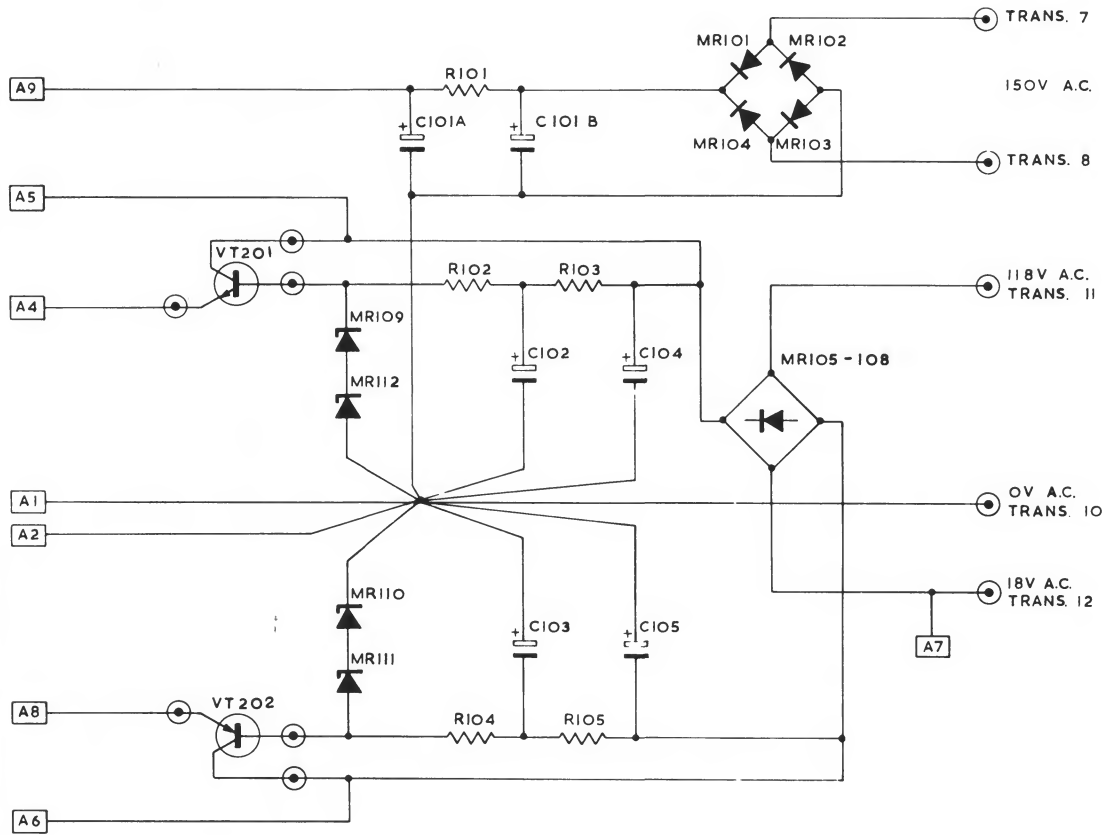 TRANS. 7
MR101
MR102
R101
A9
150V A.C.
C101A
C101B
MR104
MR103
TRANS. 8
A5
VT201
R102
R103
118V A.C.
TRANS. 11
A4
MR109
C102
C104
MR105-108
MR112
A1
0V A.C.
TRANS. 10
A2
18V A.C.
TRANS. 12
MR110
C103
C105
A7
MR111
VT202
A8
R104
R105
A6
+
+
+
+
+
+